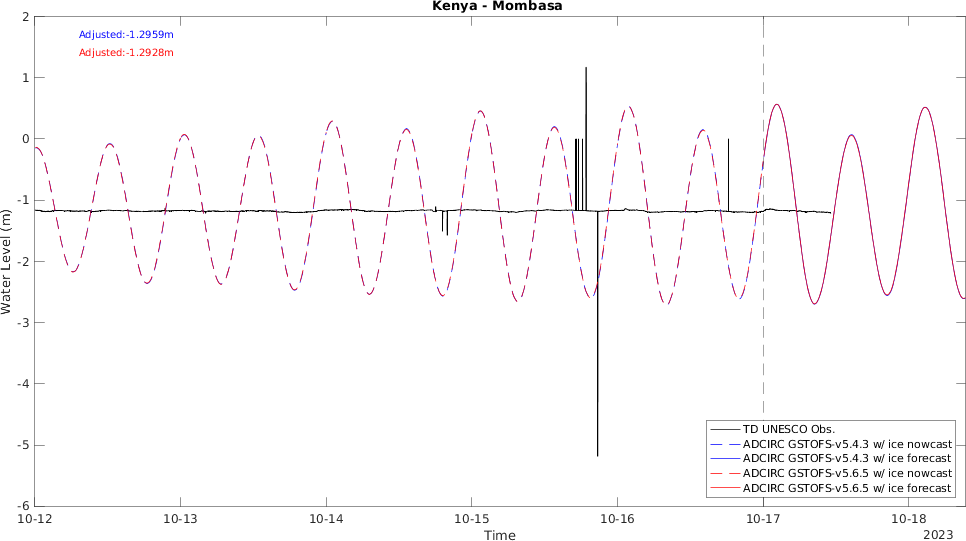 Kenya - Mombasa
Adjusted:-1.2959m
Adjusted:-1.2928m
2
1
0
-1
-2
-3
-4
-5
-6
Water Level (m)
TD UNESCO Obs.
ADCIRC GSTOFS-v5.4.3 w/ ice nowcast
ADCIRC GSTOFS-v5.4.3 w/ ice forecast
ADCIRC GSTOFS-v5.6.5 w/ ice nowcast
ADCIRC GSTOFS-v5.6.5 w/ ice forecast
10-12 10-13 10-14 10-15 10-16 10-17 10-18
Time
2023